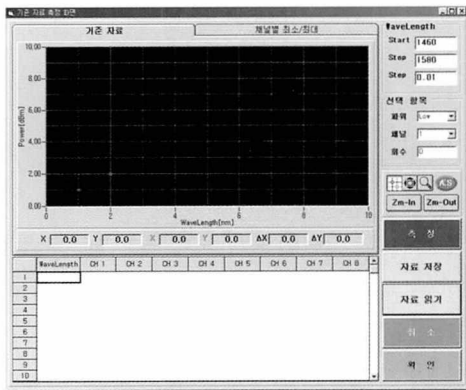 기준 자료 측정 화면
기준 자료
채널별 최소/최대
10,00
8,00
6,00
4,00
2,00
0,00
Power[dBm]
0 2 4 6 8 10
WaveLength[nm]
X 0,0 Y 0,0 X 0,0 Y 0,0 ΔX 0,0 ΔY 0,0
WaveLength CH 1 CH 2 CH 3 CH 4 CH 5 CH 6 CH 7 CH 8
1
2
3
4
5
6
7
8
9
10
WaveLength
Start 1460
Stop 1580
Step 0.01
선택 항목
파워 Low
채널 1
회수 0
Zm-In Zm-Out
측 정
자료 저장
자료 읽기
취 소
확 인